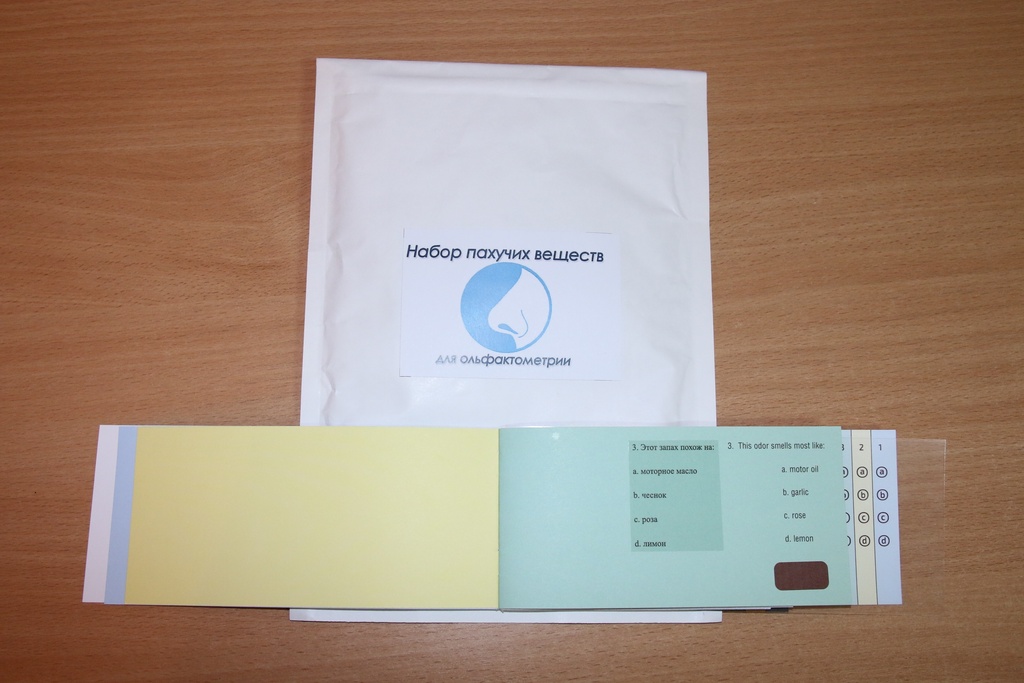 Набор пахучих веществ
для ольфактометрии
3. Этот запах похож на:
a. моторное масло
b. чеснок
c. роза
d. лимон
3. This odor smells most like:
a. motor oil
b. garlic
c. rose
d. lemon
3 2 1
a a a
b b b
c c
d d